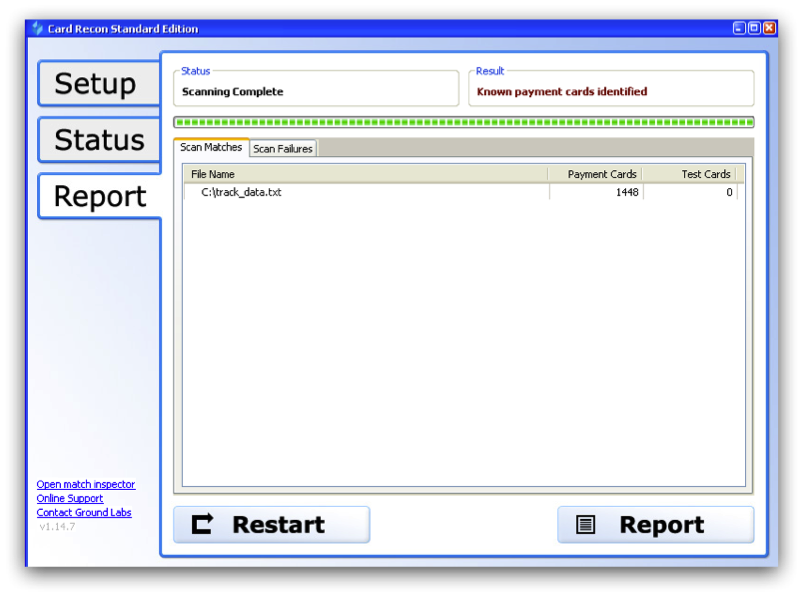 Card Recon Standard Edition
Setup
Status
Report
Status
Scanning Complete
Result
Known payment cards identified
Scan Matches Scan Failures
File Name Payment Cards Test Cards
C:\track_data.txt 1448 0
Open match inspector
Online Support
Contact Ground Labs
v1.14.7
Restart Report